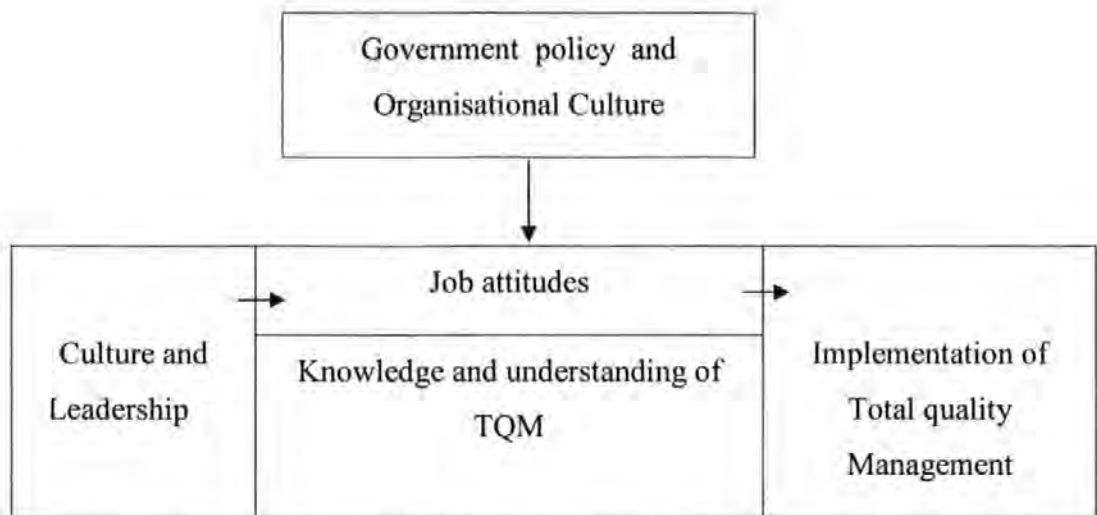 Government policy and
Organisational Culture
Job attitudes
Culture and
Leadership
Knowledge and understanding of
TQM
Implementation of
Total quality
Management